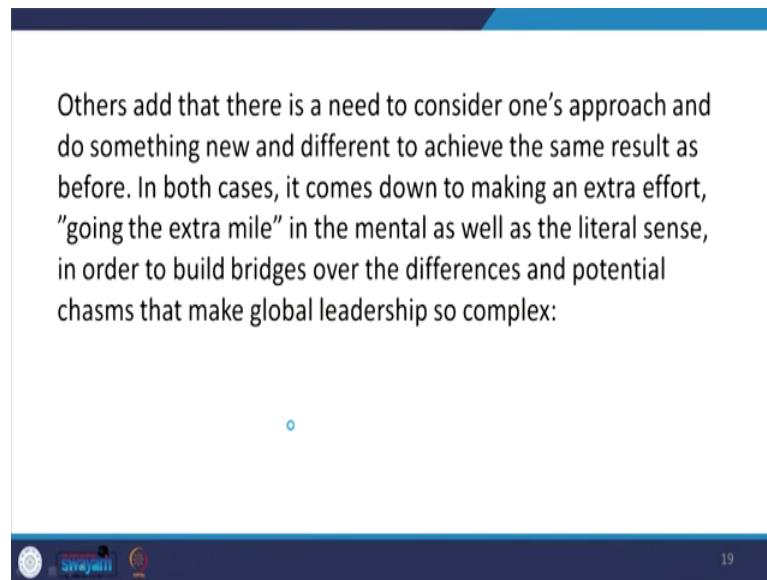 Others add that there is a need to consider one’s approach and
do something new and different to achieve the same result as
before. In both cases, it comes down to making an extra effort,
”going the extra mile” in the mental as well as the literal sense,
in order to build bridges over the differences and potential
chasms that make global leadership so complex:
swayam
19